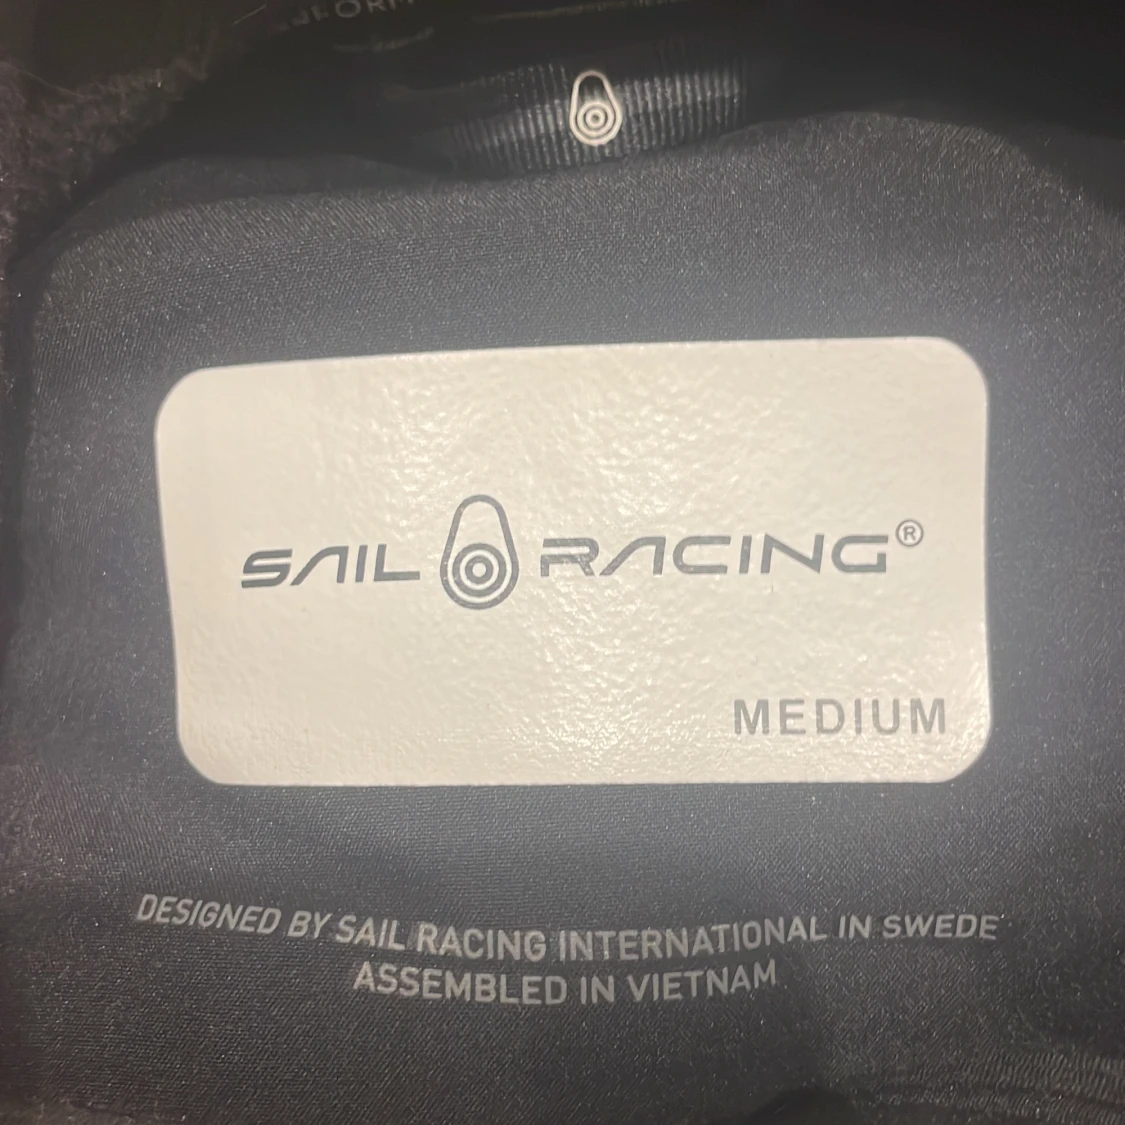 SAIL RACING®
MEDIUM
DESIGNED BY SAIL RACING INTERNATIONAL IN SWEDE
ASSEMBLED IN VIETNAM